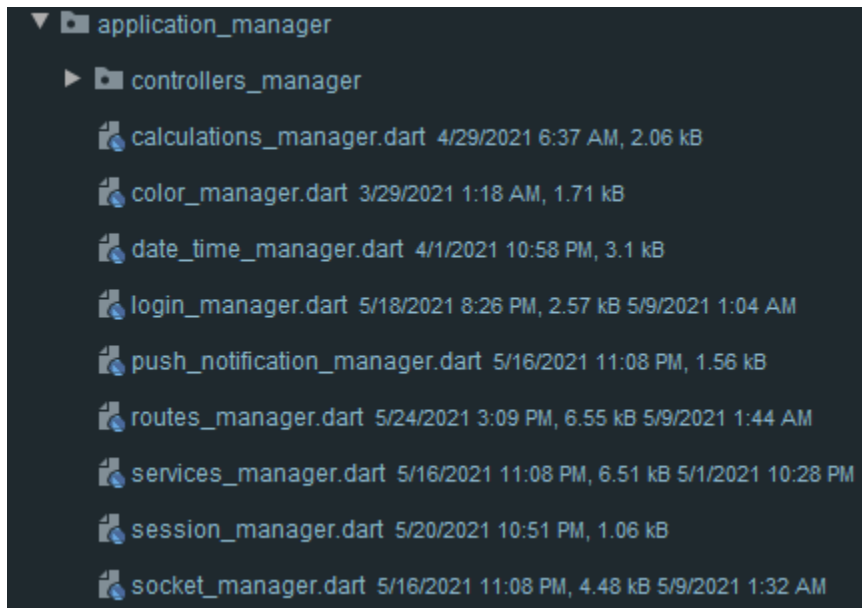 application_manager
controllers_manager
calculations_manager.dart 4/29/2021 6:37 AM, 2.06 kB
color_manager.dart 3/29/2021 1:18 AM, 1.71 kB
date_time_manager.dart 4/1/2021 10:58 PM, 3.1 kB
login_manager.dart 5/18/2021 8:26 PM, 2.57 kB 5/9/2021 1:04 AM
push_notification_manager.dart 5/16/2021 11:08 PM, 1.56 kB
routes_manager.dart 5/24/2021 3:09 PM, 6.55 kB 5/9/2021 1:44 AM
services_manager.dart 5/16/2021 11:08 PM, 6.51 kB 5/1/2021 10:28 PM
session_manager.dart 5/20/2021 10:51 PM, 1.06 kB
socket_manager.dart 5/16/2021 11:08 PM, 4.48 kB 5/9/2021 1:32 AM